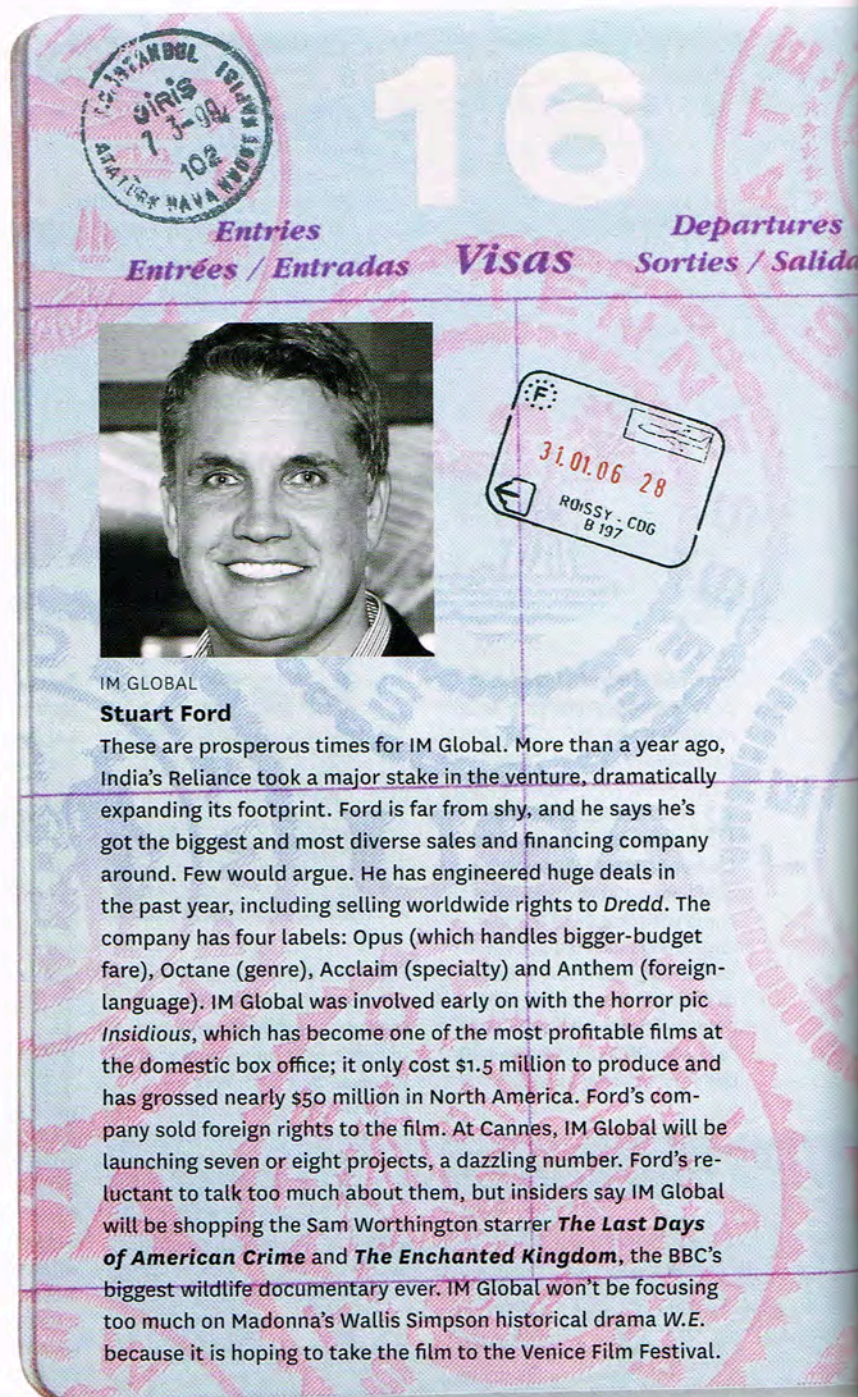 T.C. İSTANBUL
GİRİŞ
7 3-99
102
ATATÜRK HAVA
16
Entries
Entrées / Entradas
Visas
Departures
Sorties / Salida
F
31.01.06 28
ROISSY - CDG
B 197
IM GLOBAL
Stuart Ford
These are prosperous times for IM Global. More than a year ago,
India’s Reliance took a major stake in the venture, dramatically
expanding its footprint. Ford is far from shy, and he says he’s
got the biggest and most diverse sales and financing company
around. Few would argue. He has engineered huge deals in
the past year, including selling worldwide rights to Dredd. The
company has four labels: Opus (which handles bigger-budget
fare), Octane (genre), Acclaim (specialty) and Anthem (foreign-
language). IM Global was involved early on with the horror pic
Insidious, which has become one of the most profitable films at
the domestic box office; it only cost $1.5 million to produce and
has grossed nearly $50 million in North America. Ford’s com-
pany sold foreign rights to the film. At Cannes, IM Global will be
launching seven or eight projects, a dazzling number. Ford’s re-
luctant to talk too much about them, but insiders say IM Global
will be shopping the Sam Worthington starrer The Last Days
of American Crime and The Enchanted Kingdom, the BBC’s
biggest wildlife documentary ever. IM Global won’t be focusing
too much on Madonna’s Wallis Simpson historical drama W.E.
because it is hoping to take the film to the Venice Film Festival.